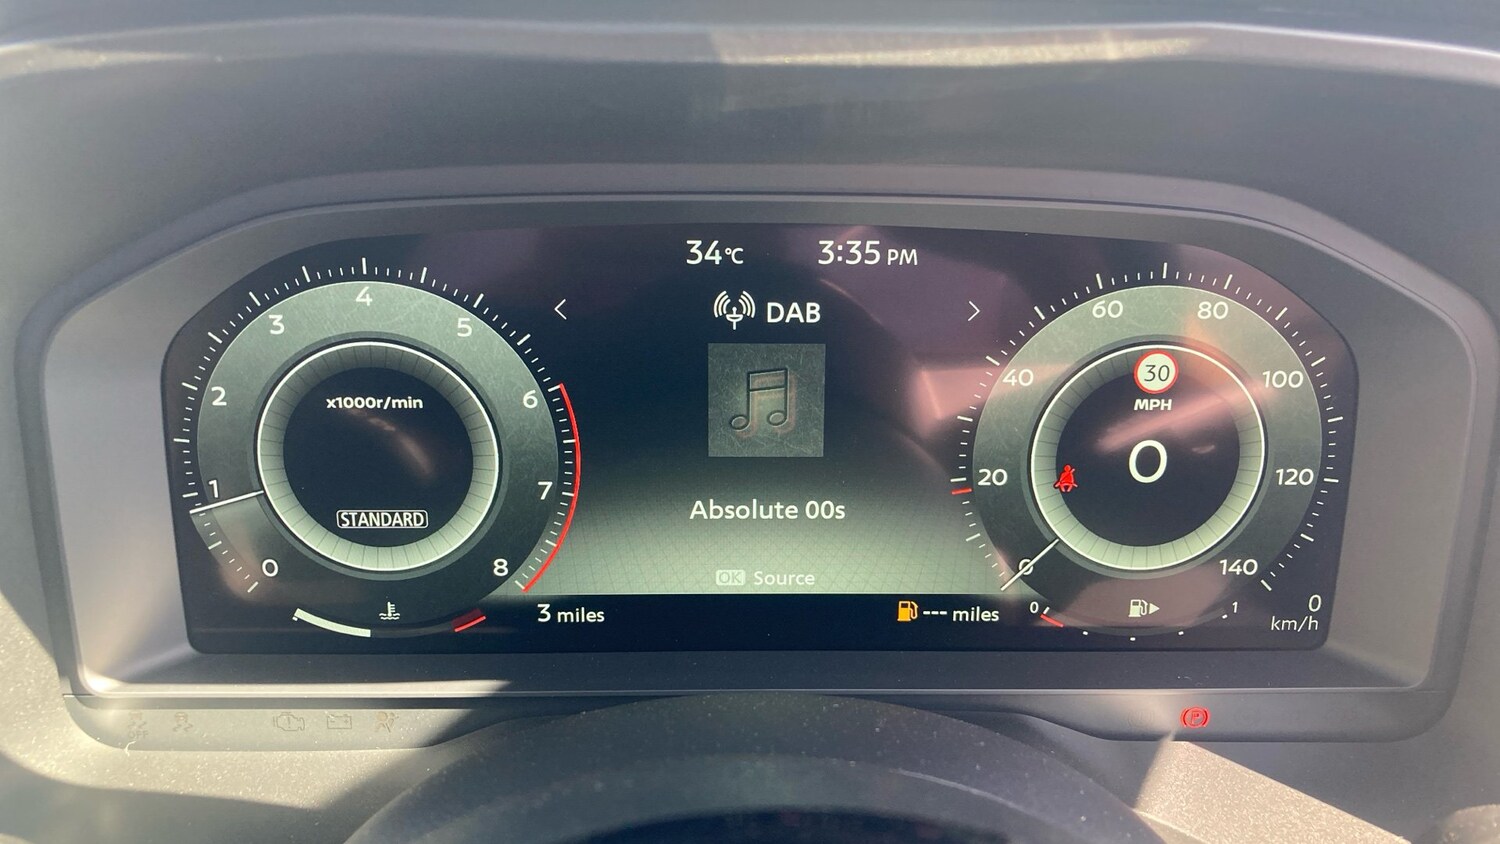 34°C 3:35 PM
DAB
0 1 2 3 4 5 6 7 8
x1000r/min
STANDARD
Absolute 00s
OK Source
3 miles
--- miles
0 20 40 60 80 100 120 140
30
MPH
0
0 1
0
km/h
P